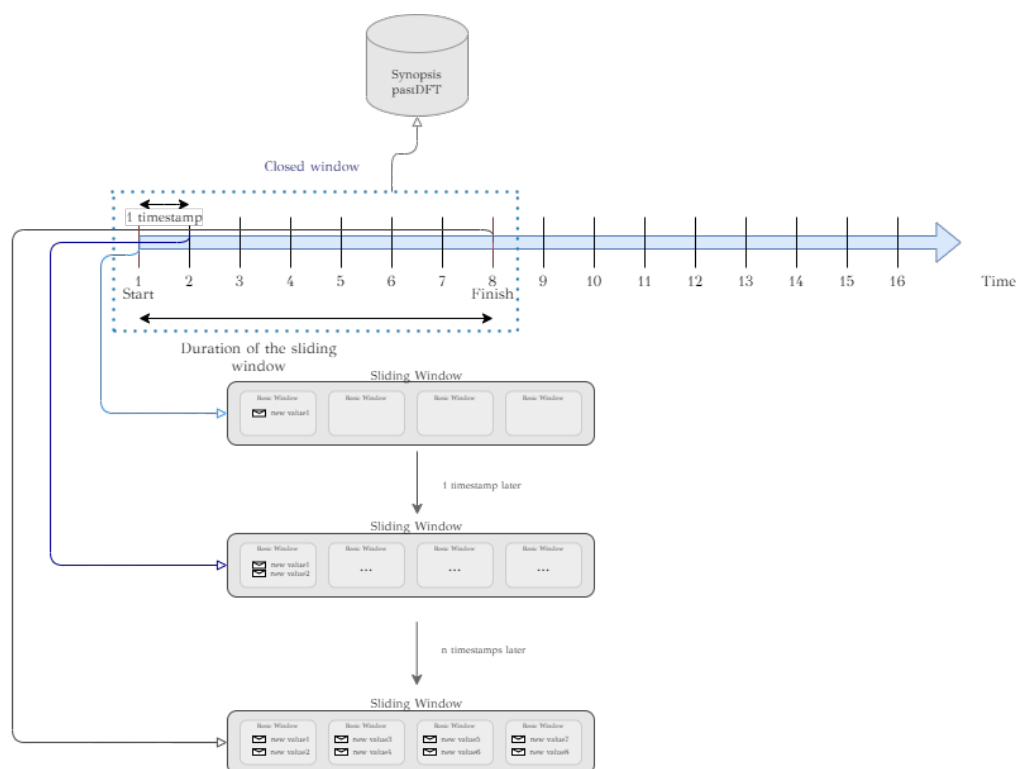 Synopsis
pastDFT
Closed window
1 timestamp
1 2 3 4 5 6 7 8 9 10 11 12 13 14 15 16 Time
Start Finish
Duration of the sliding
window
Sliding Window
Basic Window Basic Window Basic Window Basic Window
new value1
1 timestamp later
Sliding Window
Basic Window Basic Window Basic Window Basic Window
new value1
new value2
... ... ...
n timestamps later
Sliding Window
Basic Window Basic Window Basic Window Basic Window
new value1 new value3 new value5 new value7
new value2 new value4 new value6 new value8